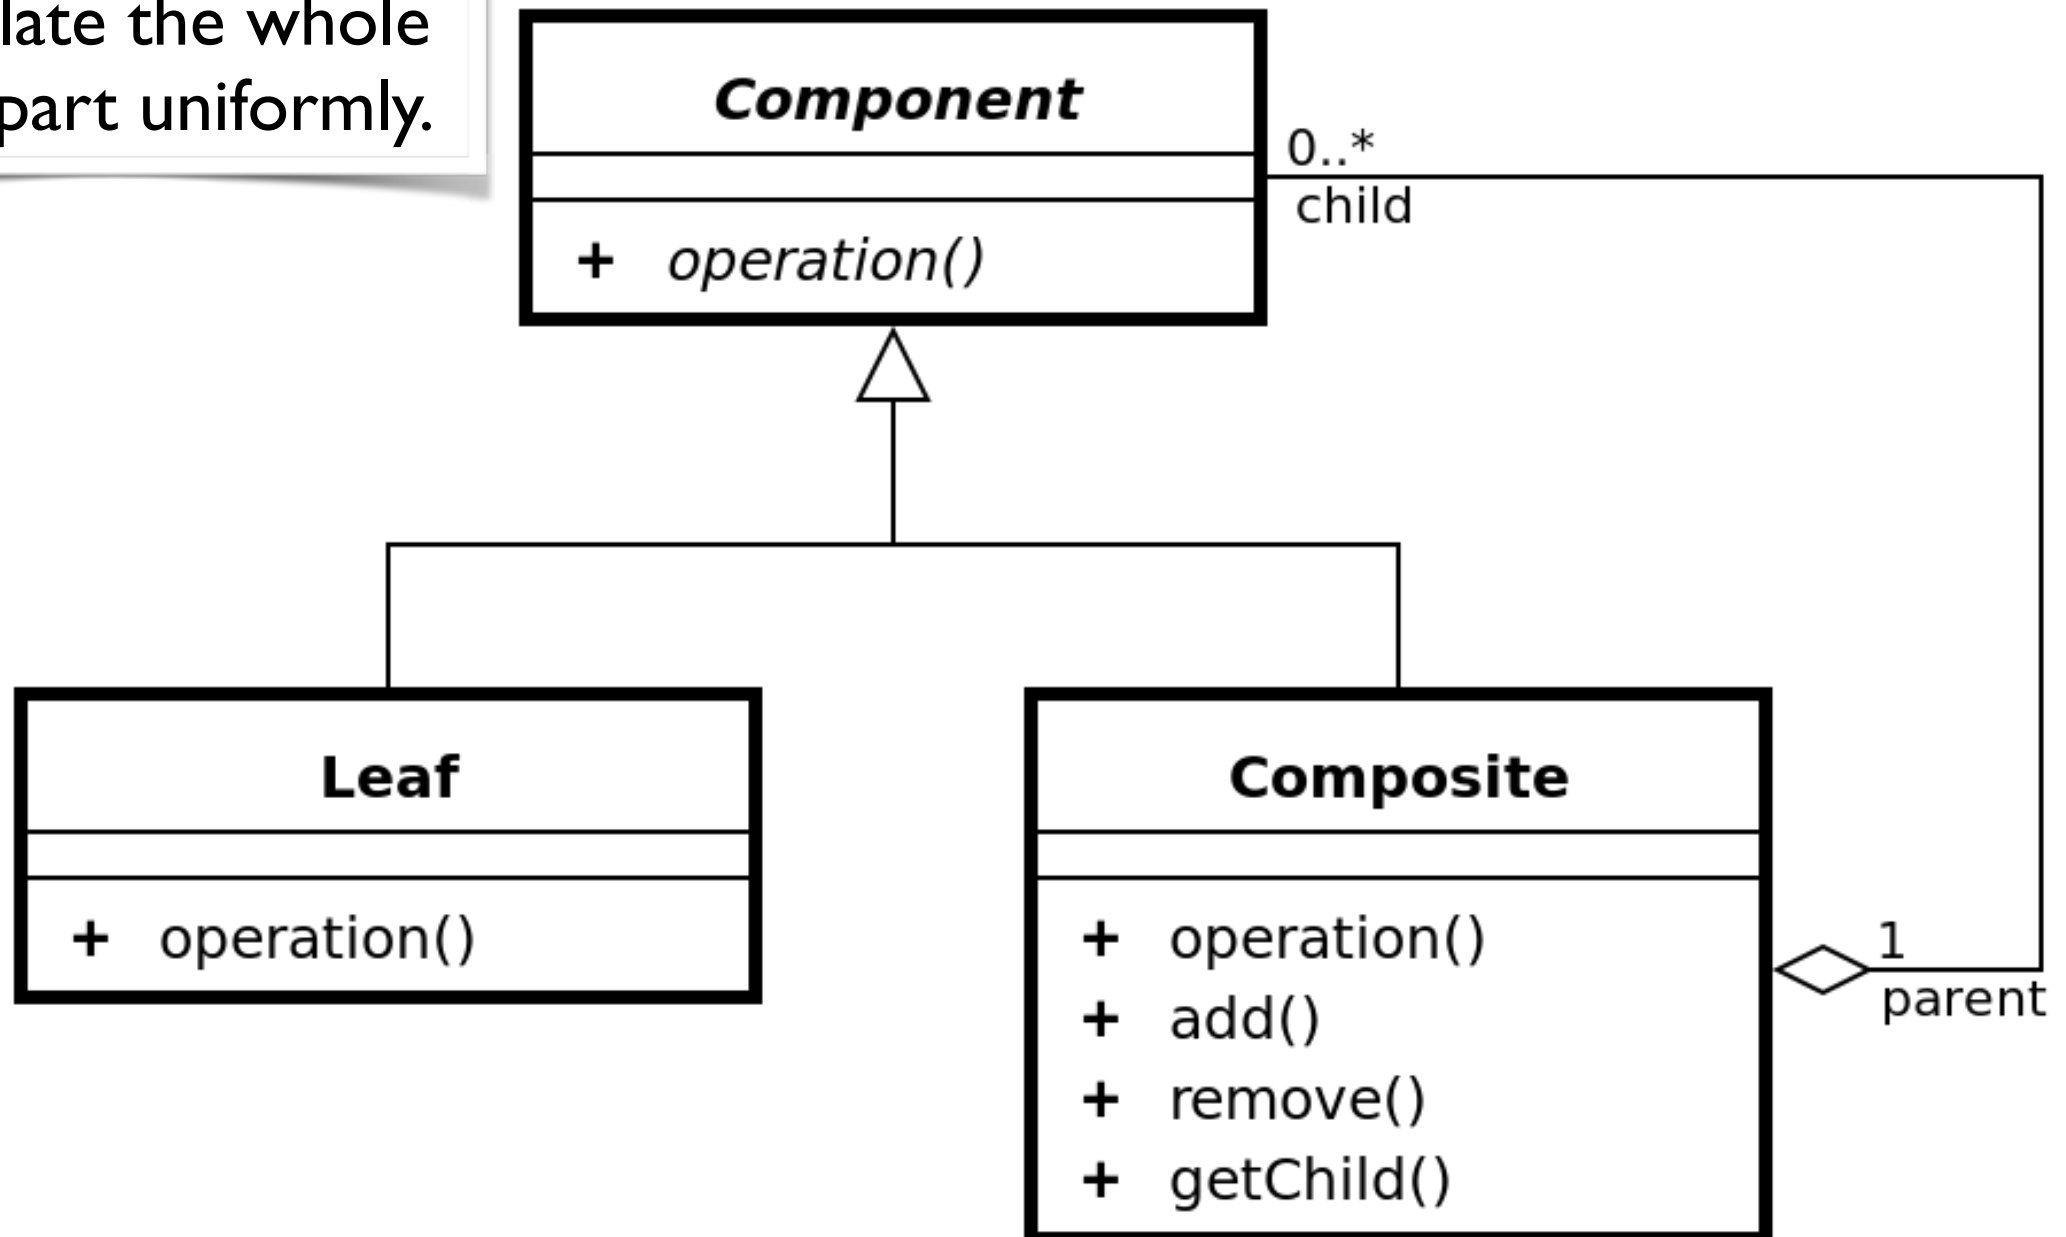 late the whole
part uniformly.
Component
+ operation()
0..*
child
Leaf
+ operation()
Composite
+ operation()
+ add()
+ remove()
+ getChild()
1
parent